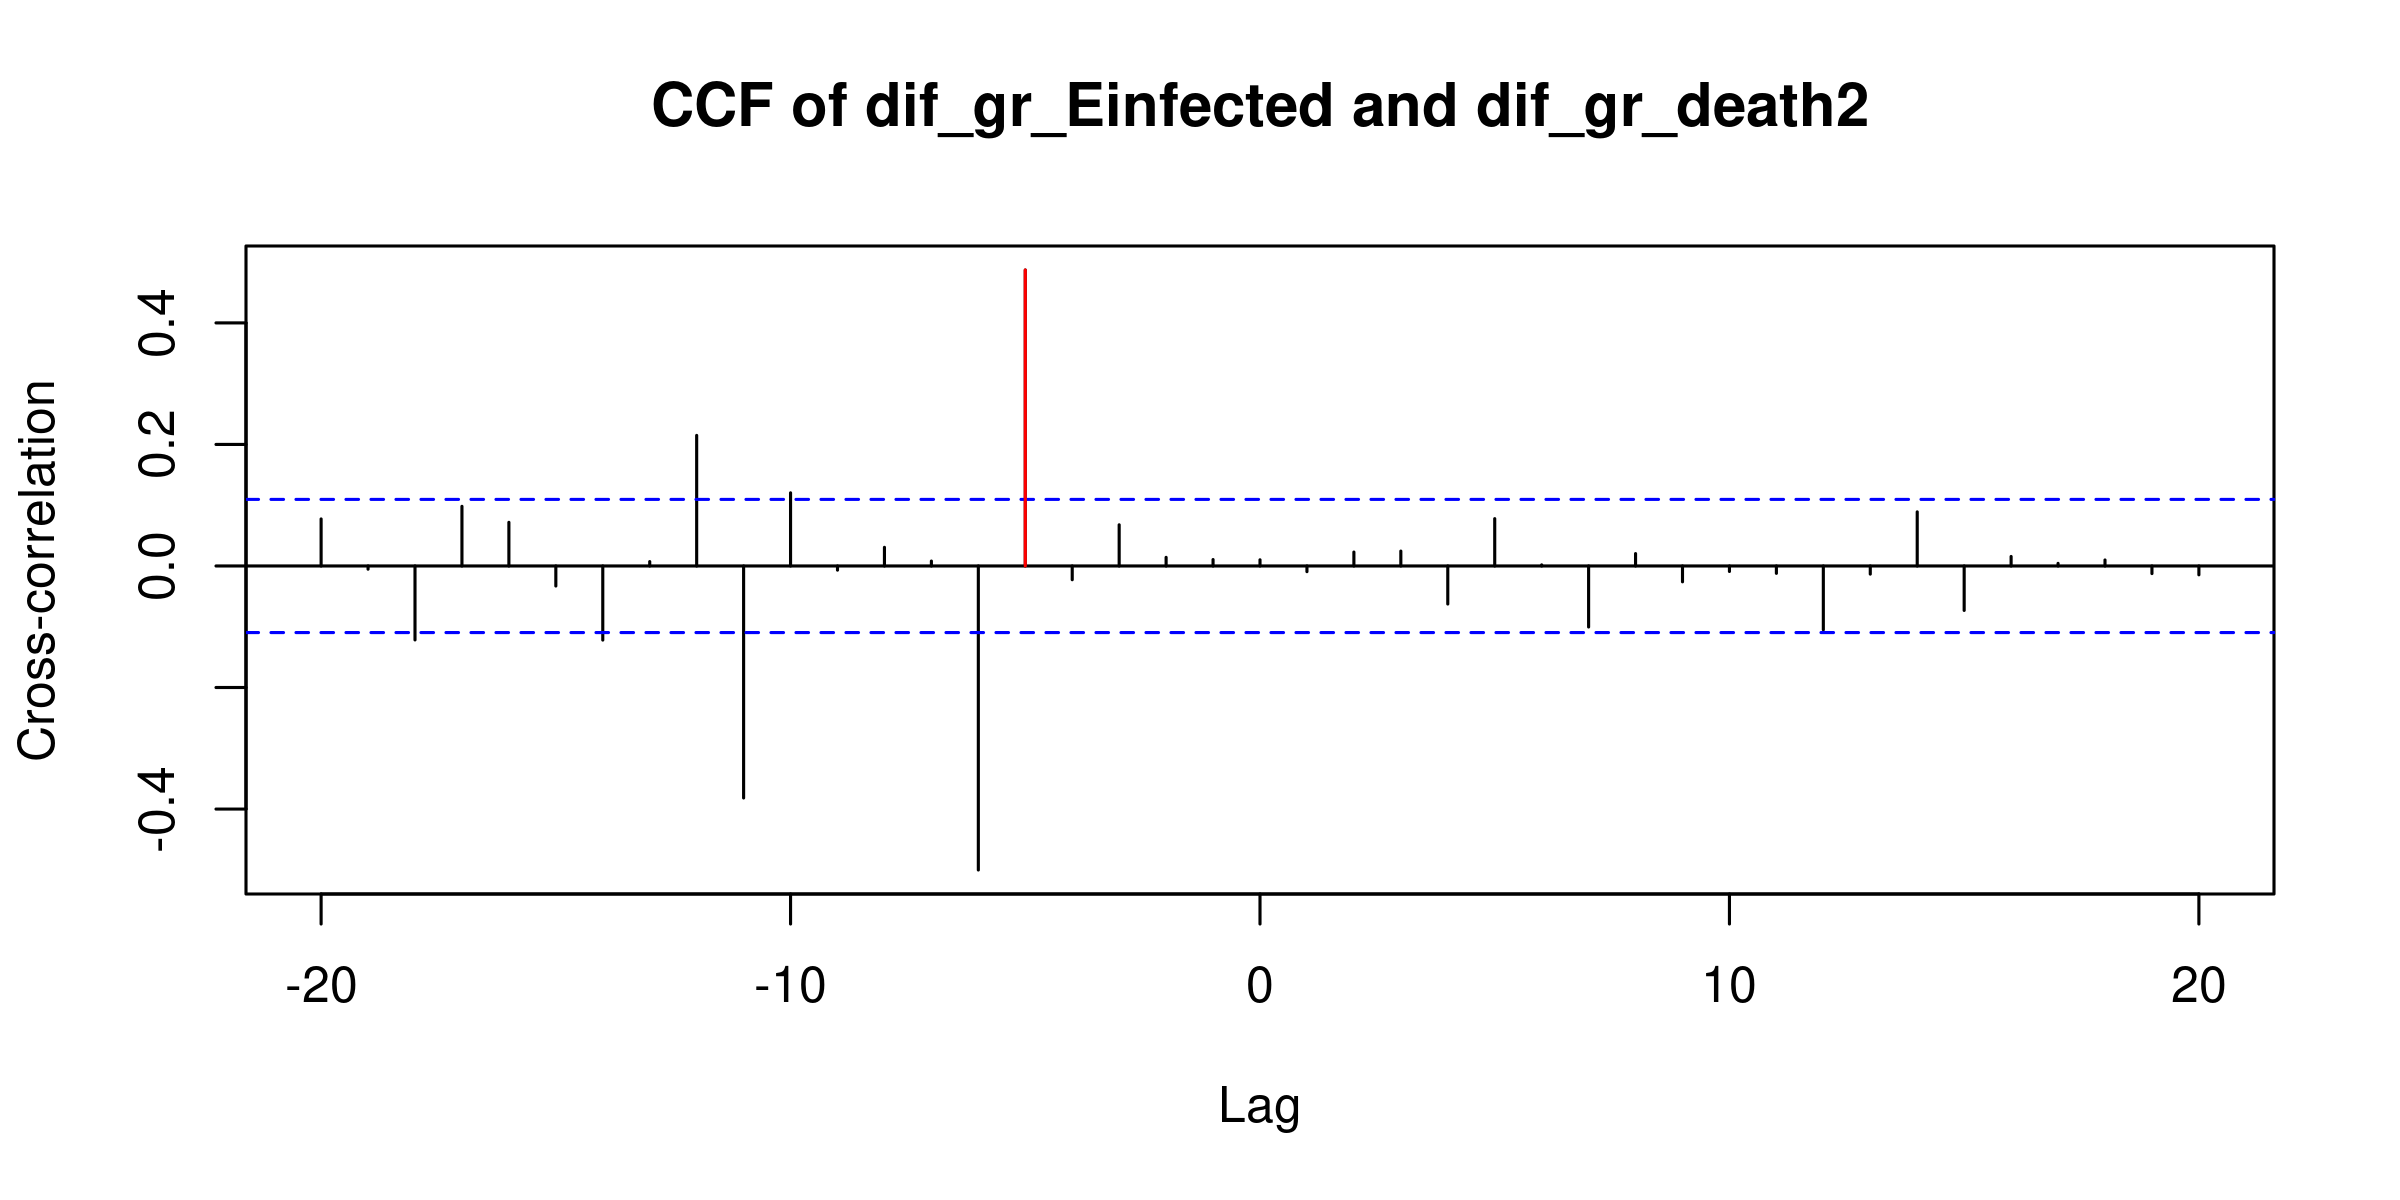 CCF of dif_gr_Einfected and dif_gr_death2
Cross-correlation
0.4
0.2
0.0
-0.4
-20 -10 0 10 20
Lag